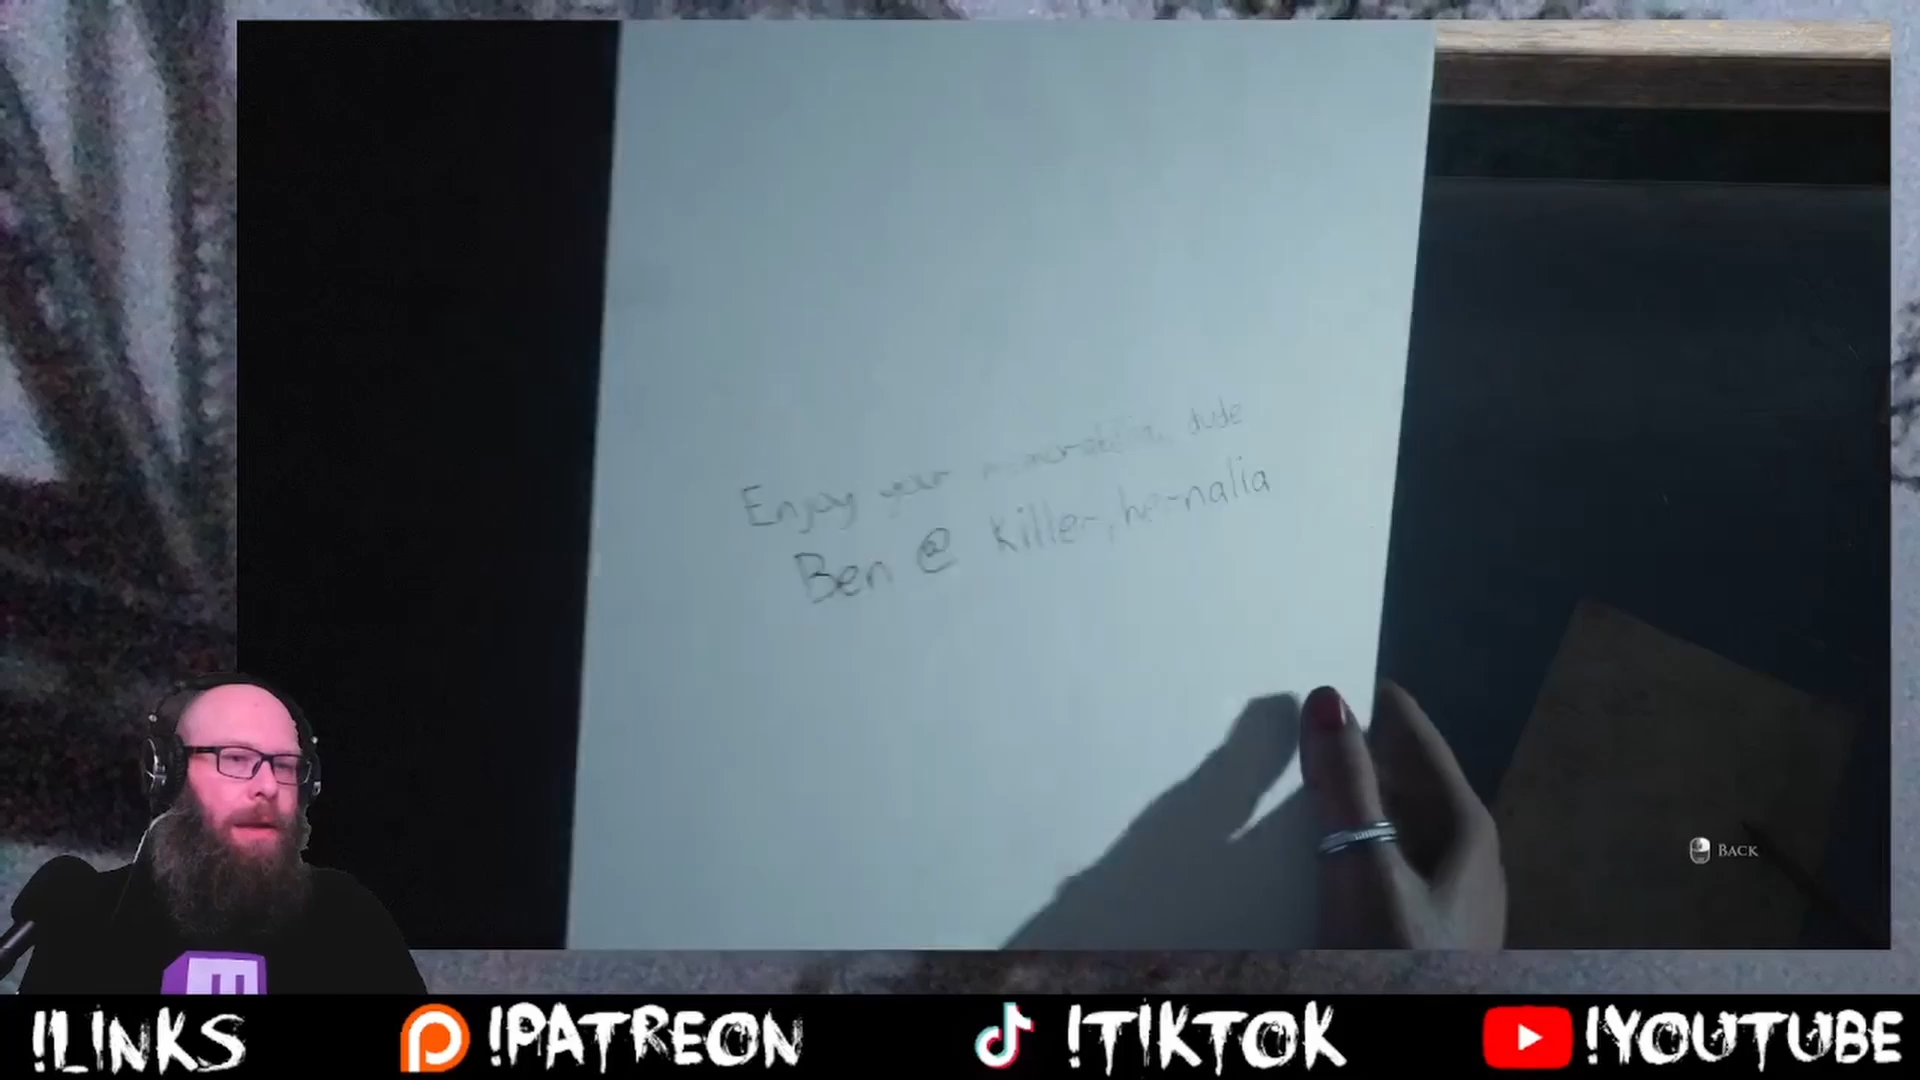 Enjoy your memorabilia, dude
Ben @ killer,
BACK
!LINKS
!PATREON
!TIKTOK
!YOUTUBE